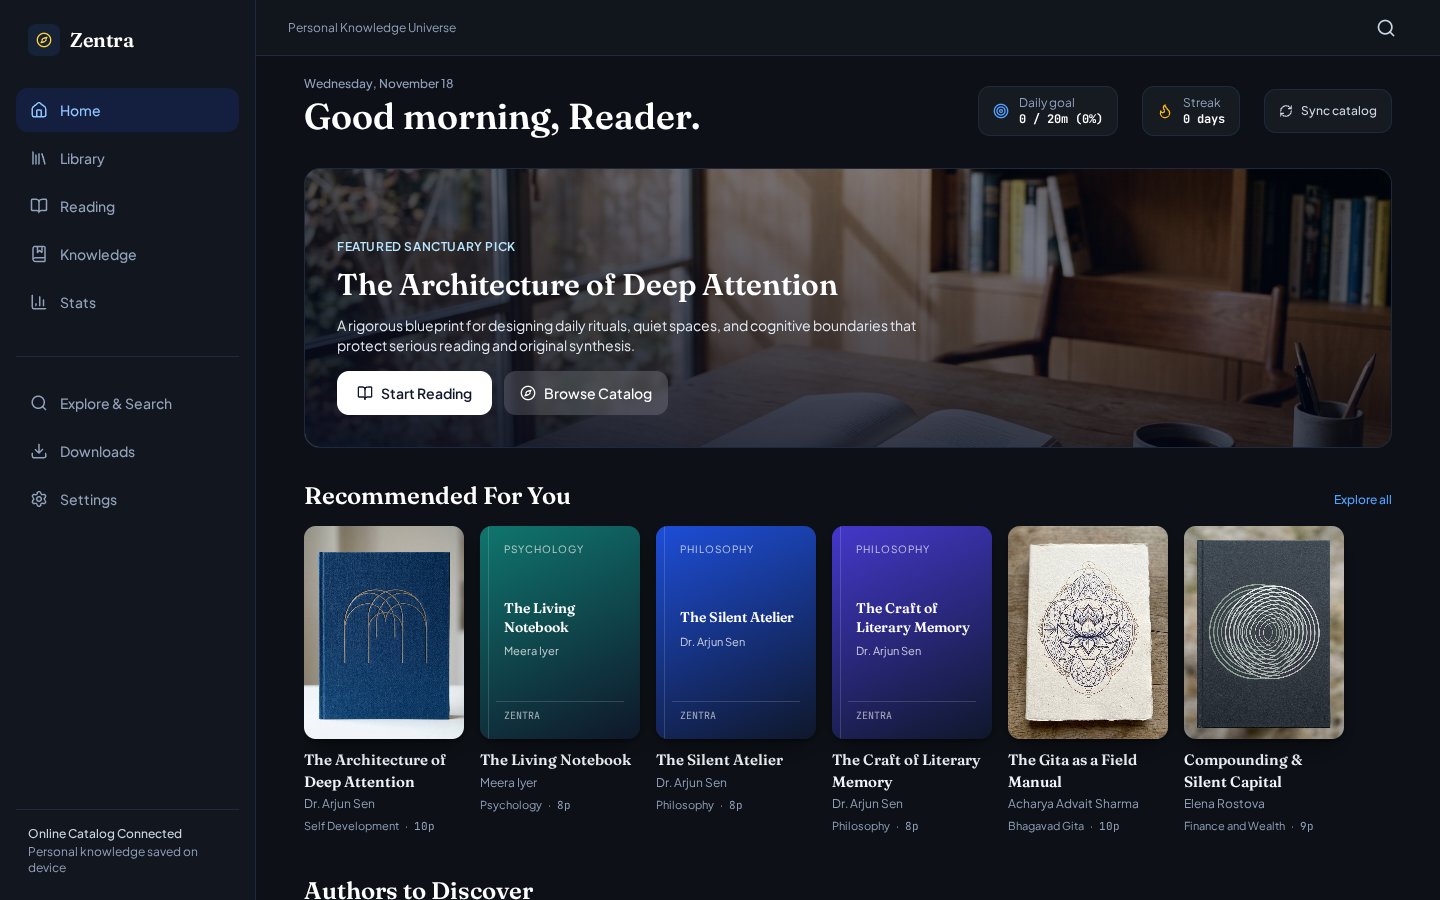 Zentra
Home
Library
Reading
Knowledge
Stats
Explore & Search
Downloads
Settings
Online Catalog Connected
Personal knowledge saved on
device
Personal Knowledge Universe
Wednesday, November 18
Good morning, Reader.
Daily goal
0 / 20m (0%)
Streak
0 days
Sync catalog
FEATURED SANCTUARY PICK
The Architecture of Deep Attention
A rigorous blueprint for designing daily rituals, quiet spaces, and cognitive boundaries that
protect serious reading and original synthesis.
Start Reading
Browse Catalog
Recommended For You
Explore all
The Architecture of
Deep Attention
Dr. Arjun Sen
Self Development · 10p
PSYCHOLOGY
The Living
Notebook
Meera Iyer
ZENTRA
The Living Notebook
Meera Iyer
Psychology · 8p
PHILOSOPHY
The Silent Atelier
Dr. Arjun Sen
ZENTRA
The Silent Atelier
Dr. Arjun Sen
Philosophy · 8p
PHILOSOPHY
The Craft of
Literary Memory
Dr. Arjun Sen
ZENTRA
The Craft of Literary
Memory
Dr. Arjun Sen
Philosophy · 8p
The Gita as a Field
Manual
Acharya Advait Sharma
Bhagavad Gita · 10p
Compounding &
Silent Capital
Elena Rostova
Finance and Wealth · 9p
Authors to Discover